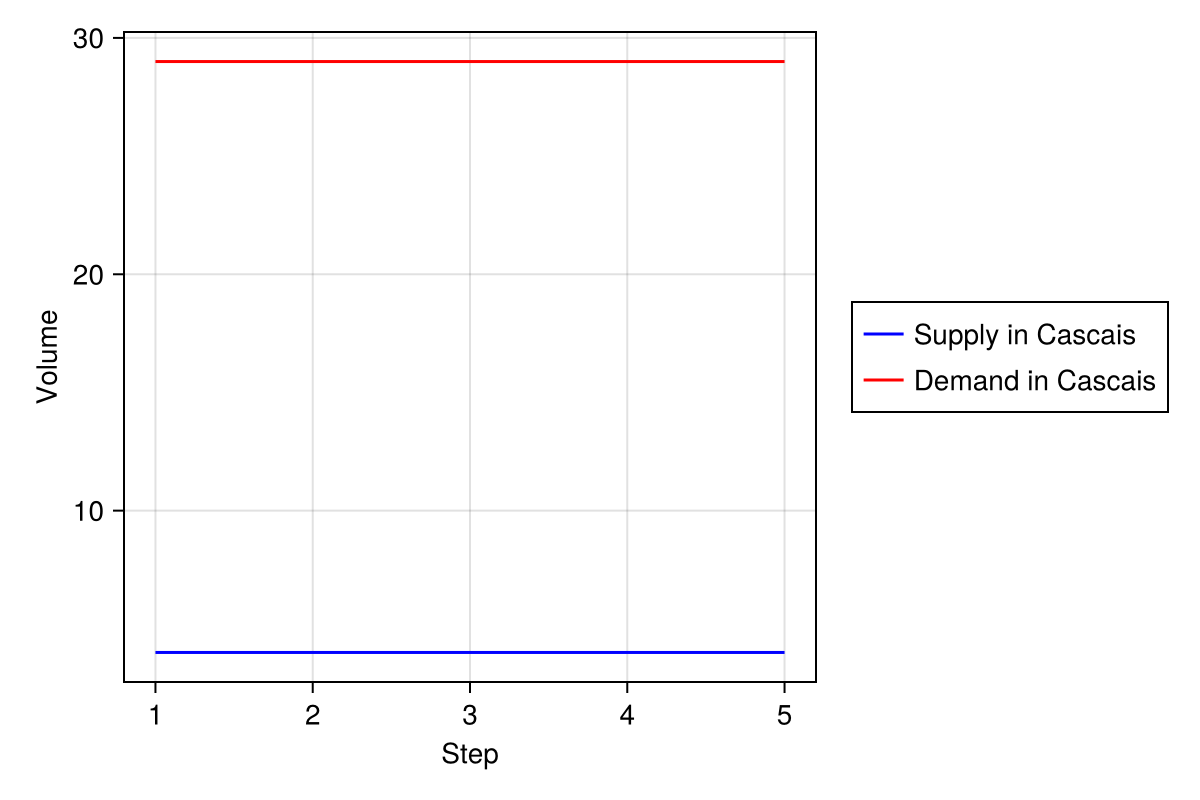 30
20
10
Volume
1 2 3 4 5
Step
Supply in Cascais
Demand in Cascais